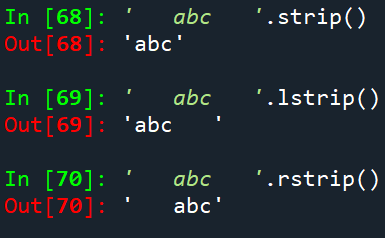 In [68]: '   abc   '.strip()
Out[68]: 'abc'
In [69]: '   abc   '.lstrip()
Out[69]: 'abc   '
In [70]: '   abc   '.rstrip()
Out[70]: '   abc'